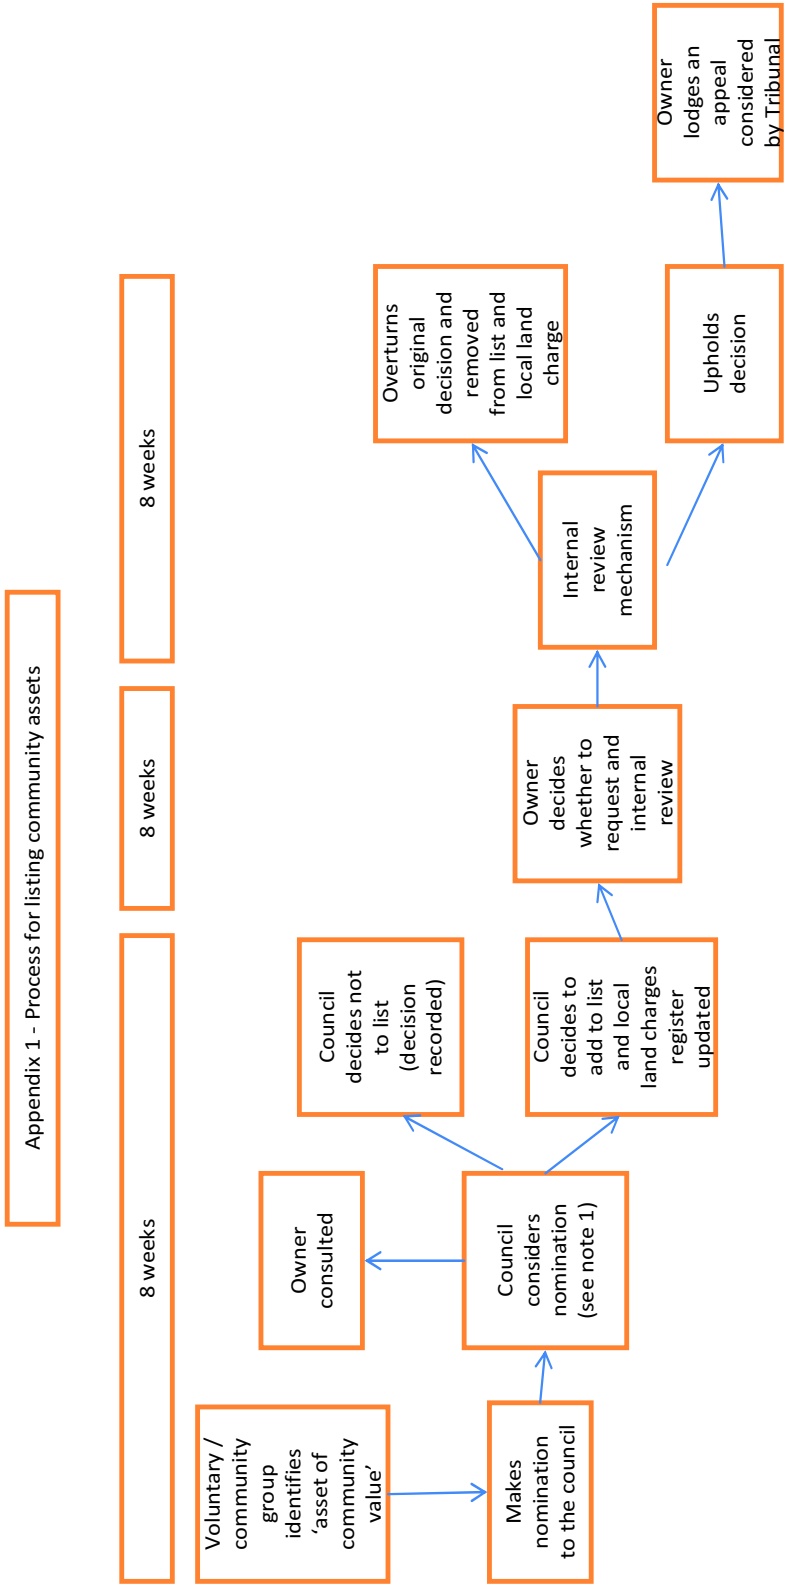 Appendix 1 - Process for listing community assets
8 weeks
8 weeks
8 weeks
Voluntary /
community
group
identifies
‘asset of
community
value’
Makes
nomination
to the council
Owner
consulted
Council
considers
nomination
(see note 1)
Council
decides not
to list
(decision
recorded)
Council
decides to
add to list
and local
land charges
register
updated
Owner
decides
whether to
request and
internal
review
Internal
review
mechanism
Overturns
original
decision and
removed
from list and
local land
charge
Upholds
decision
Owner
lodges an
appeal
considered
by Tribunal